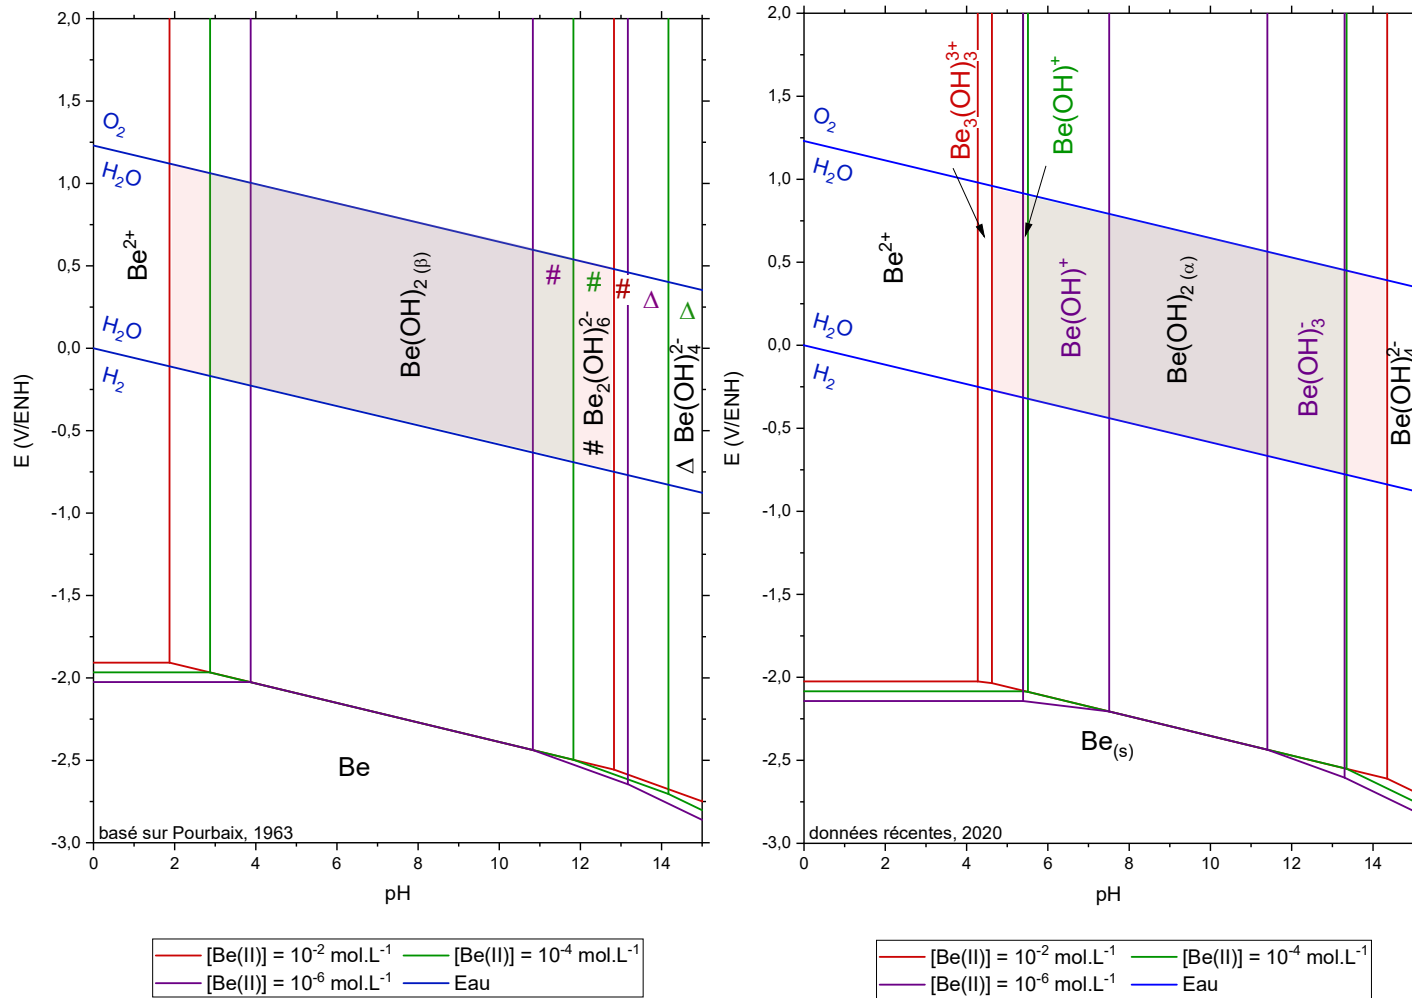 2,0
1,5
1,0
0,5
0,0
-0,5
-1,0
-1,5
-2,0
-2,5
-3,0
E (V/ENH)
O₂
H₂O
H₂O
H₂
Be²⁺
Be(OH)₂ (β)
# # # Δ Δ
# Be₂(OH)₆²⁻
Δ Be(OH)₄²⁻
Be
basé sur Pourbaix, 1963
0 2 4 6 8 10 12 14
pH
[Be(II)] = 10⁻² mol.L⁻¹ [Be(II)] = 10⁻⁴ mol.L⁻¹
[Be(II)] = 10⁻⁶ mol.L⁻¹ Eau
2,0
1,5
1,0
0,5
0,0
-0,5
-1,0
-1,5
-2,0
-2,5
-3,0
E (V/ENH)
O₂
H₂O
H₂O
H₂
Be²⁺
Be₃(OH)₃³⁺
Be(OH)⁺
Be(OH)⁺
Be(OH)₂ (α)
Be(OH)₃⁻
Be(OH)₄²⁻
Be₍s₎
données récentes, 2020
0 2 4 6 8 10 12 14
pH
[Be(II)] = 10⁻² mol.L⁻¹ [Be(II)] = 10⁻⁴ mol.L⁻¹
[Be(II)] = 10⁻⁶ mol.L⁻¹ Eau